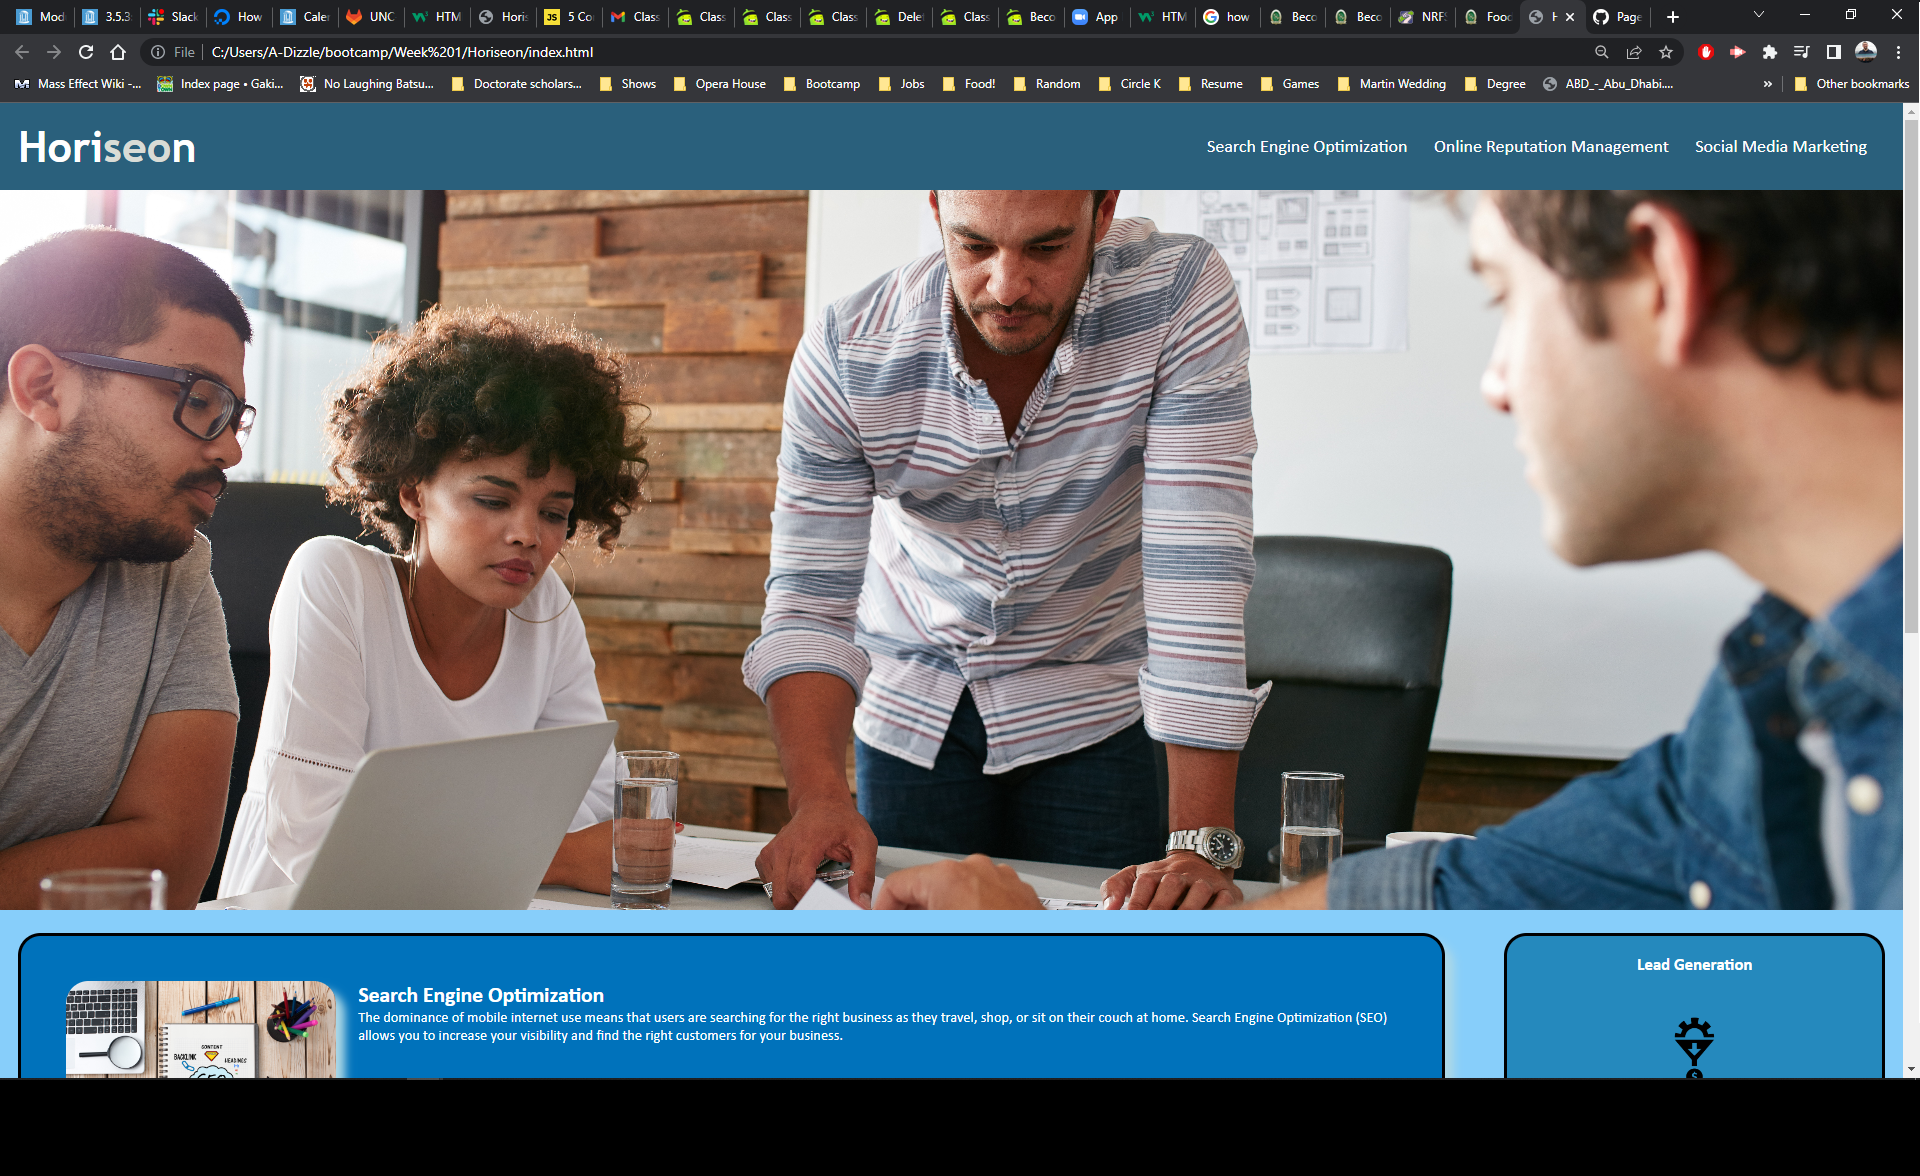 Mod 3.5.3 Slack How Caler UNC HTM Horis 5 Co Class Class Class Class Dele Class Beco App HTM how Beco Beco NRF Food H Page
File C:/Users/A-Dizzle/bootcamp/Week%201/Horiseon/index.html
Mass Effect Wiki -... Index page • Gaki... No Laughing Batsu... Doctorate scholars... Shows Opera House Bootcamp Jobs Food! Random Circle K Resume Games Martin Wedding Degree ABD_-_Abu_Dhabi.... » Other bookmarks
Horiseon
Search Engine Optimization Online Reputation Management Social Media Marketing
Lead Generation
Search Engine Optimization
The dominance of mobile internet use means that users are searching for the right business as they travel, shop, or sit on their couch at home. Search Engine Optimization (SEO)
allows you to increase your visibility and find the right customers for your business.
CONTENT
BACKLINK HEADINGS
SEO